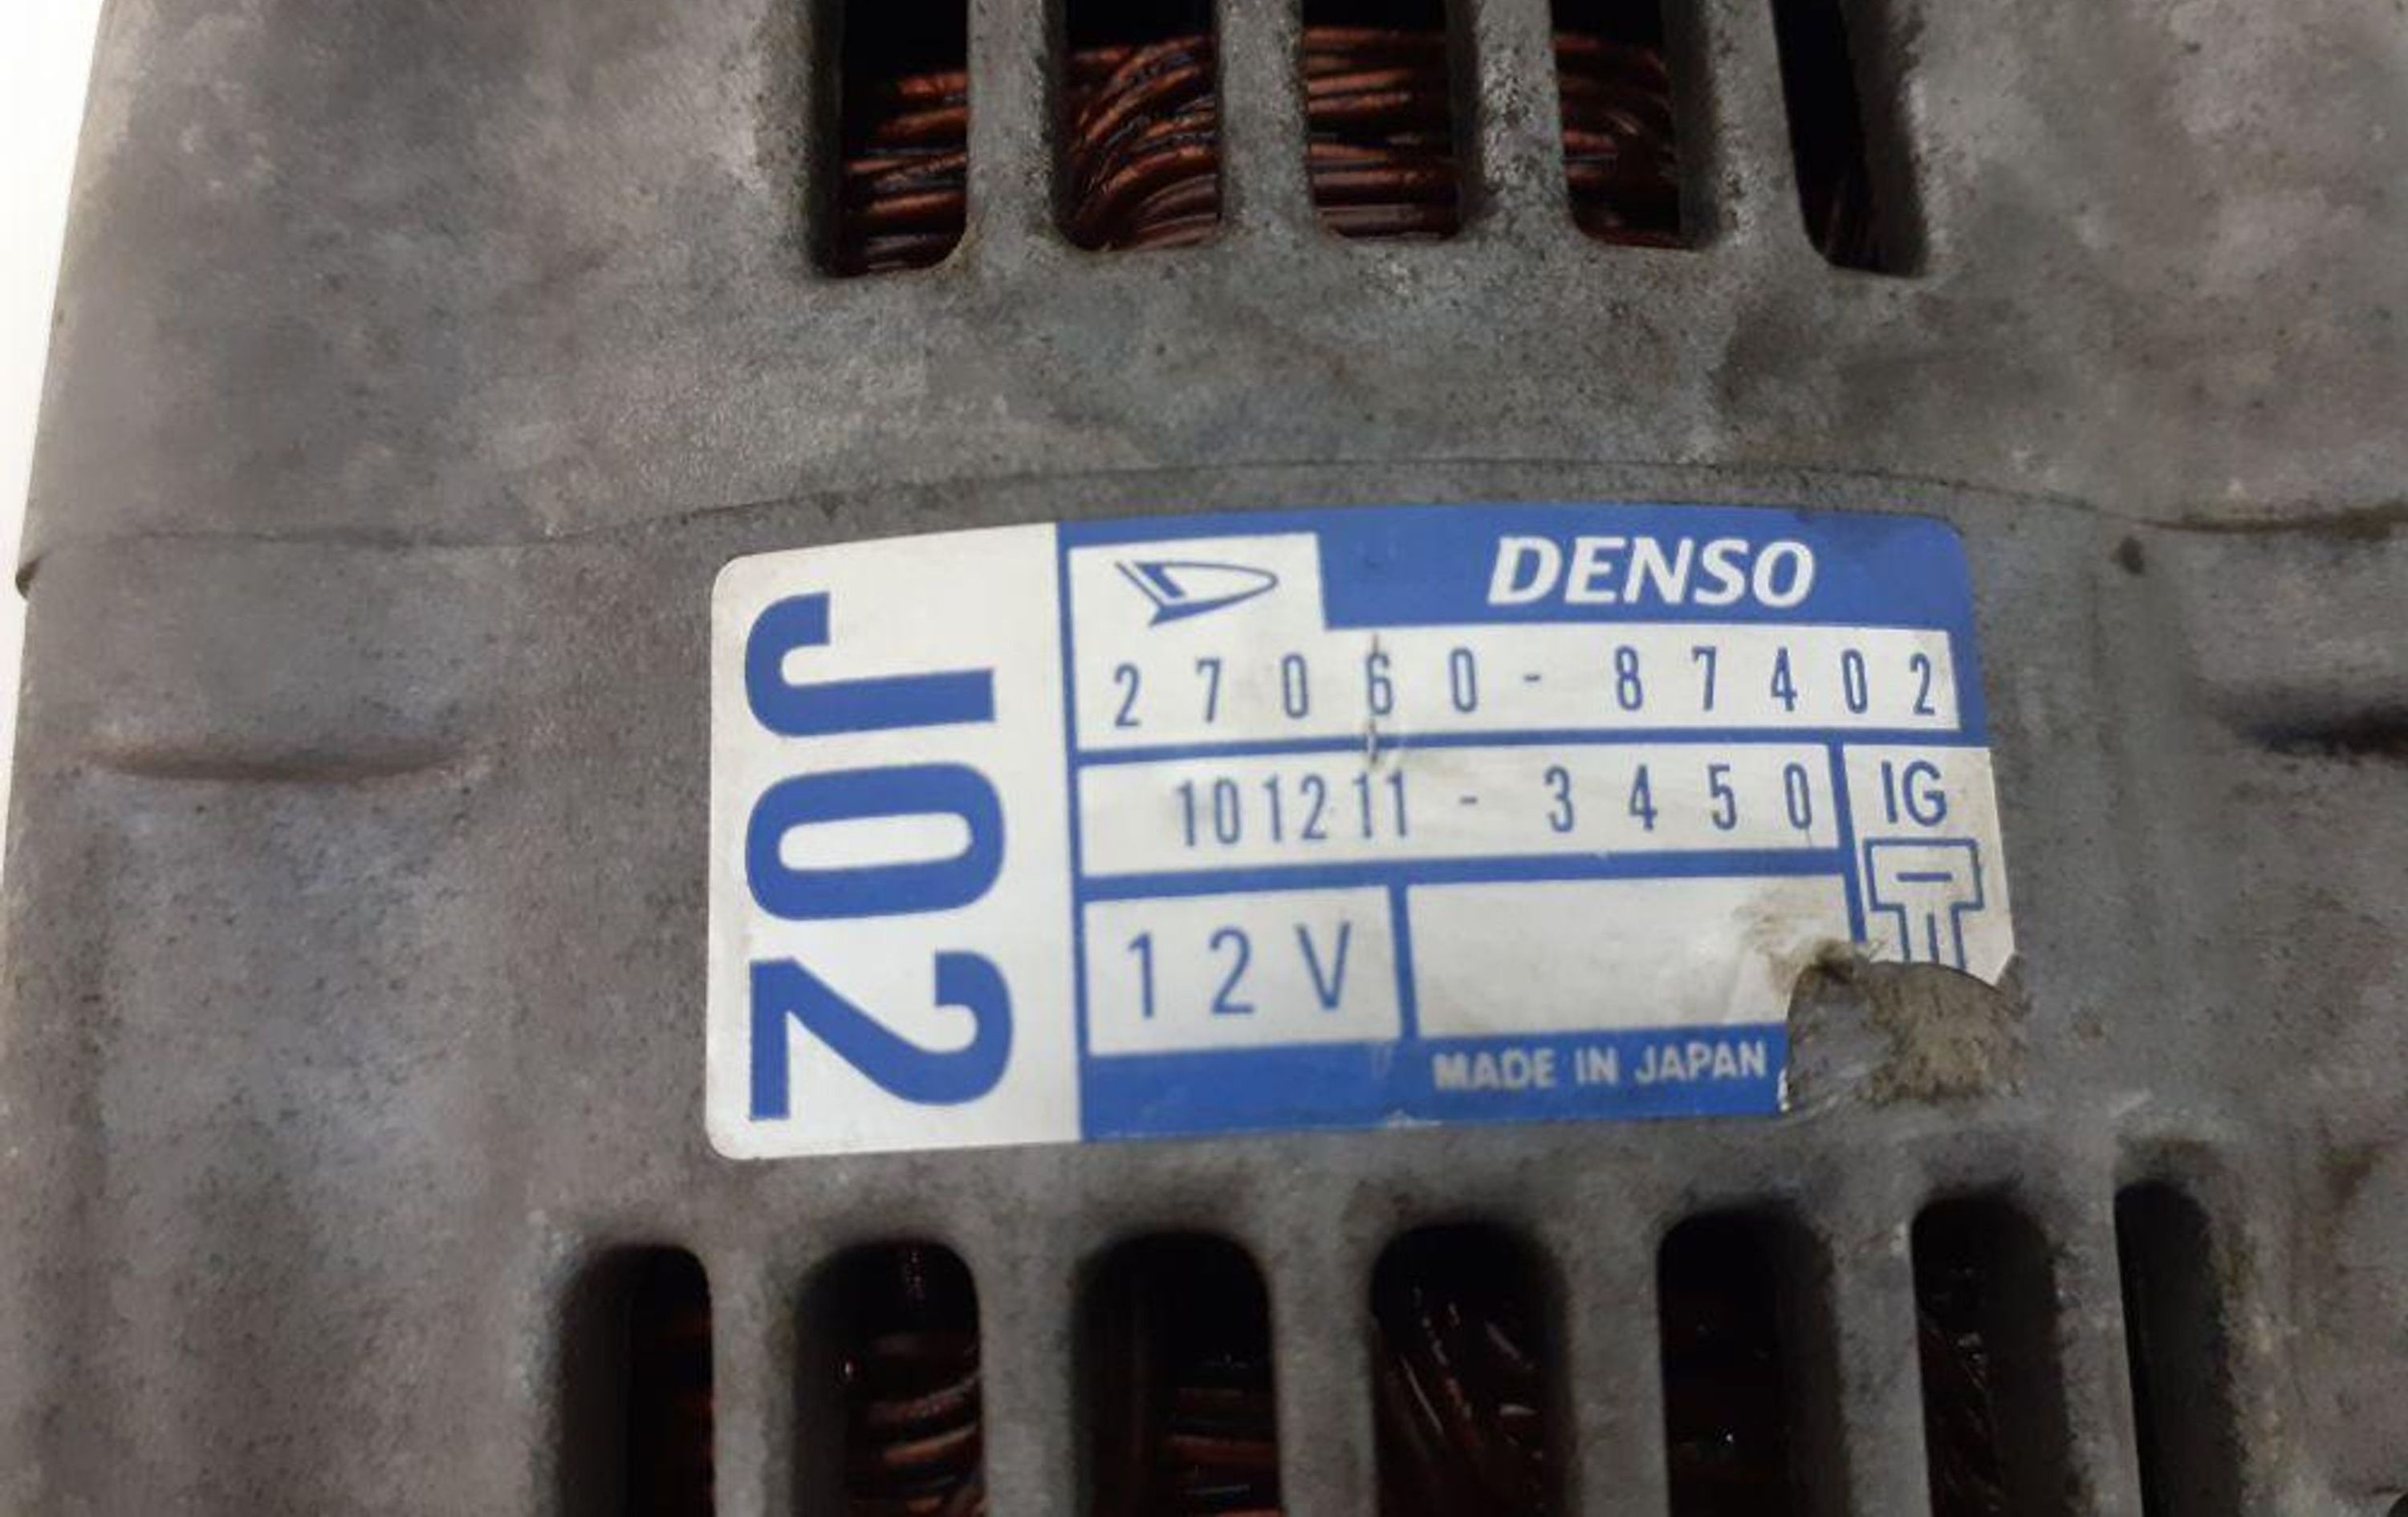 J02
DENSO
27060-87402
101211-3450
IG
12V
MADE IN JAPAN